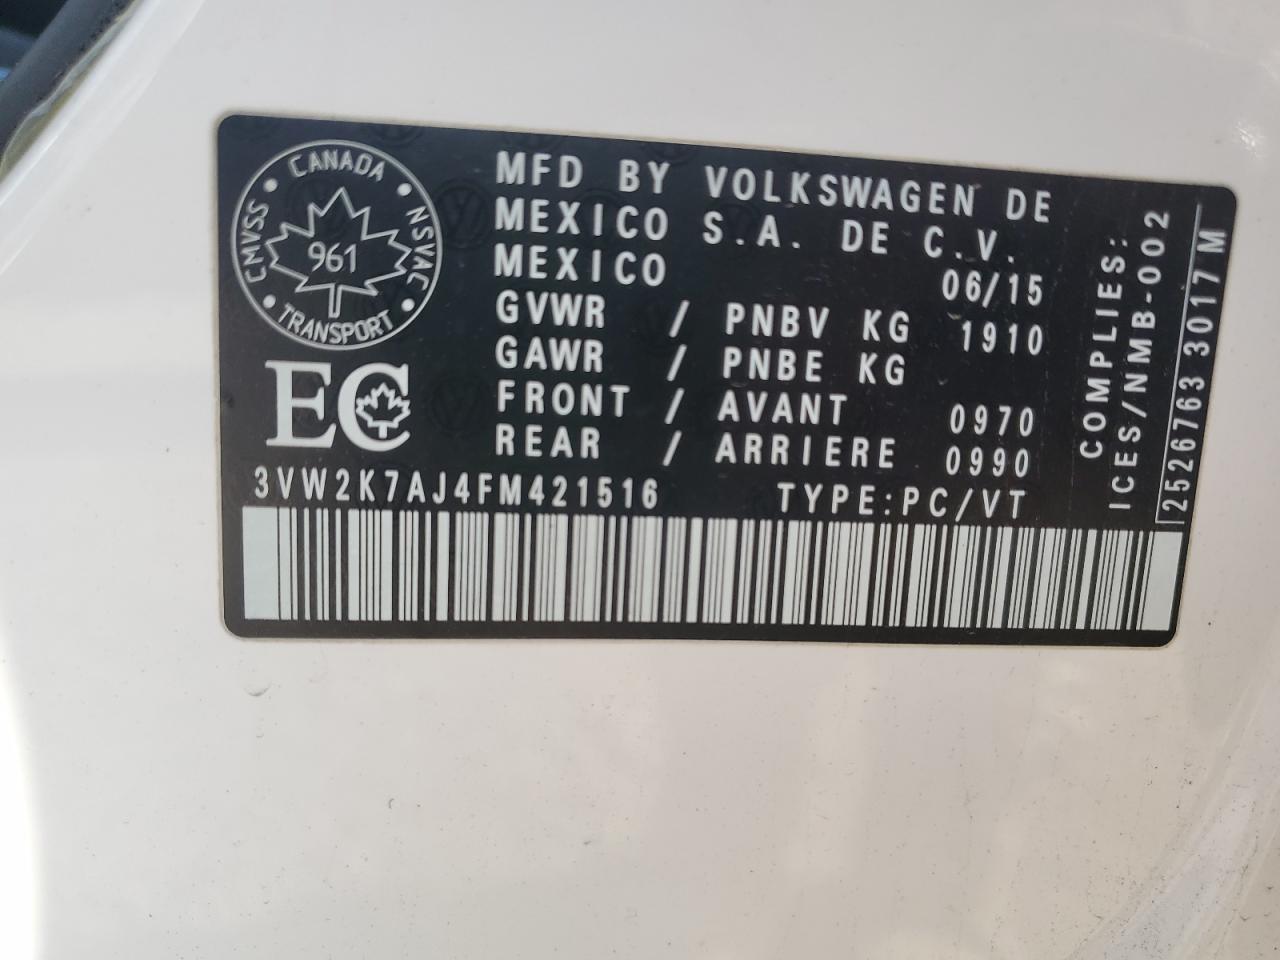 CANADA
CMVSS
NSVAC
961
TRANSPORT
EC
MFD BY VOLKSWAGEN DE
MEXICO S.A. DE C.V.
MEXICO 06/15
GVWR / PNBV KG 1910
GAWR / PNBE KG
FRONT / AVANT 0970
REAR / ARRIERE 0990
3VW2K7AJ4FM421516 TYPE:PC/VT
COMPLIES:
ICES/NMB-002
2526763 3017 M